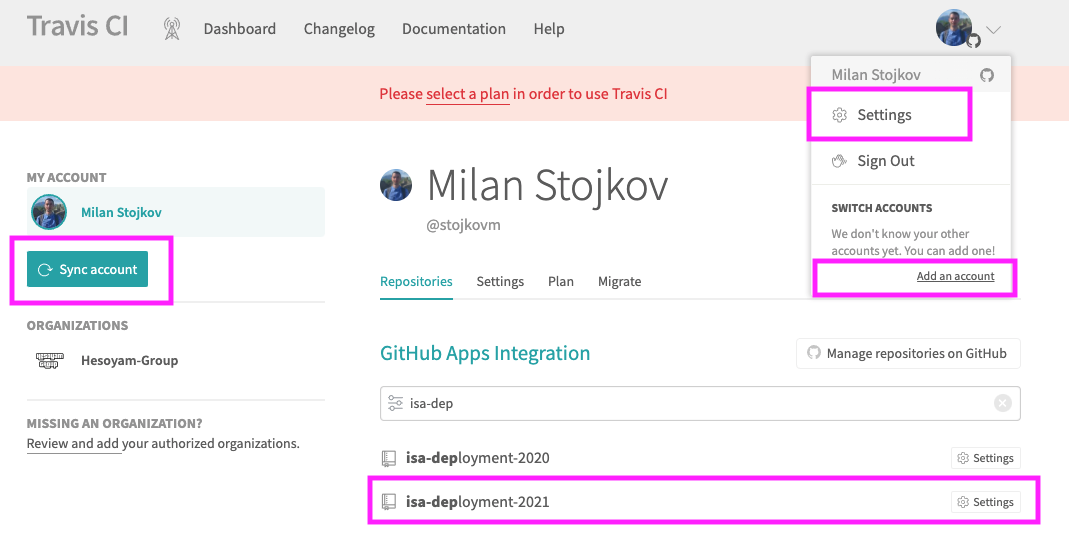 Travis CI
Dashboard
Changelog
Documentation
Help
Please select a plan in order to use Travis CI
Milan Stojkov
Settings
Sign Out
SWITCH ACCOUNTS
We don't know your other
accounts yet. You can add one!
Add an account
MY ACCOUNT
Milan Stojkov
Sync account
ORGANIZATIONS
Hesoyam-Group
MISSING AN ORGANIZATION?
Review and add your authorized organizations.
Milan Stojkov
@stojkovm
Repositories
Settings
Plan
Migrate
GitHub Apps Integration
Manage repositories on GitHub
isa-dep
isa-deployment-2020
Settings
isa-deployment-2021
Settings